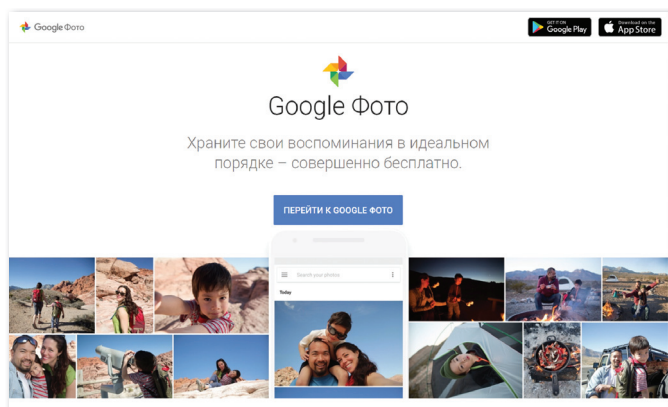 Google Фото
GET IT ON
Google Play
Download on the
App Store
Google Фото
Храните свои воспоминания в идеальном
порядке – совершенно бесплатно.
ПЕРЕЙТИ К GOOGLE ФОТО
Search your photos
Today